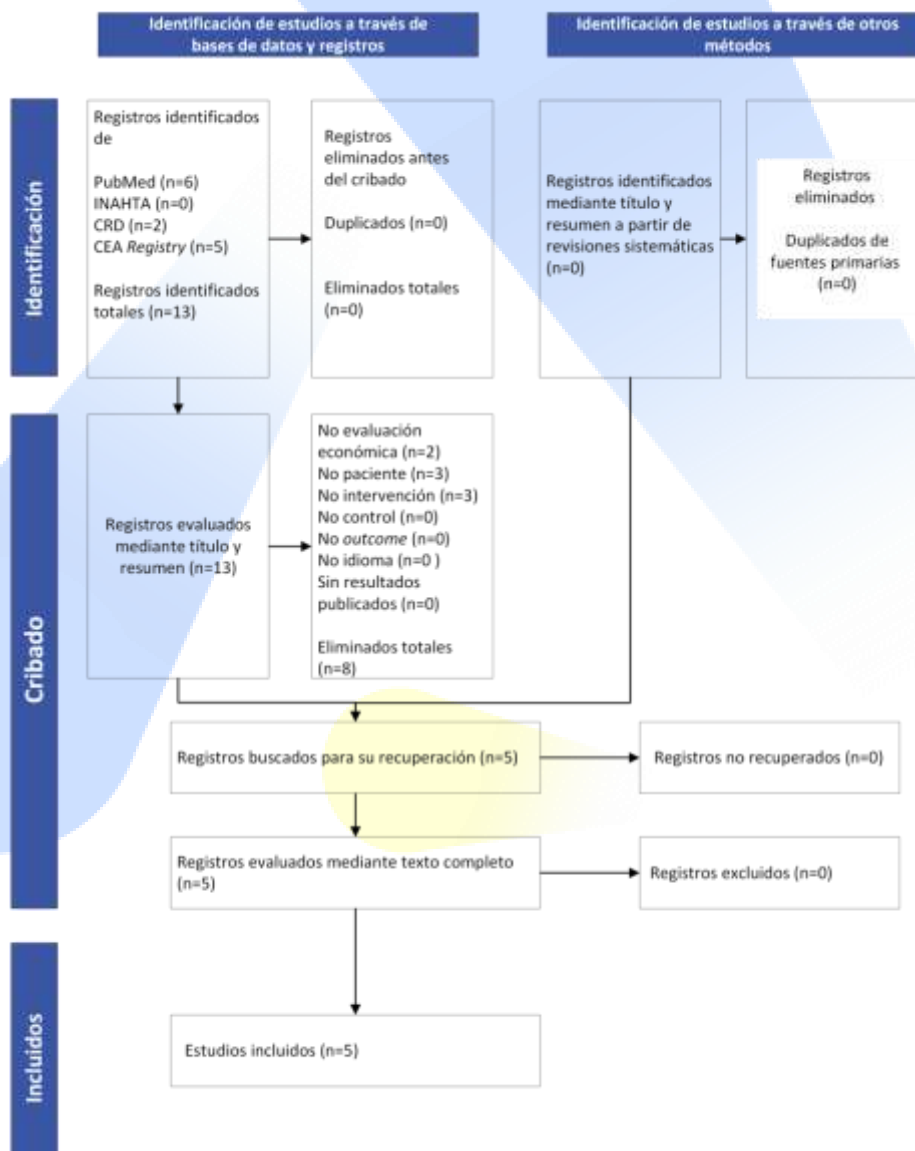 Identificación de estudios a través de
bases de datos y registros
Identificación de estudios a través de otros
métodos
Identificación
Registros identificados
de
PubMed (n=6)
INAHTA (n=0)
CRD (n=2)
CEA Registry (n=5)
Registros identificados
totales (n=13)
Registros
eliminados antes
del cribado
Duplicados (n=0)
Eliminados totales
(n=0)
Registros identificados
mediante título y
resumen a partir de
revisiones sistemáticas
(n=0)
Registros
eliminados
Duplicados de
fuentes primarias
(n=0)
Cribado
Registros evaluados
mediante título y
resumen (n=13)
No evaluación
económica (n=2)
No paciente (n=3)
No intervención (n=3)
No control (n=0)
No outcome (n=0)
No idioma (n=0 )
Sin resultados
publicados (n=0)
Eliminados totales
(n=8)
Registros buscados para su recuperación (n=5)
Registros no recuperados (n=0)
Registros evaluados mediante texto completo
(n=5)
Registros excluidos (n=0)
Incluidos
Estudios incluidos (n=5)